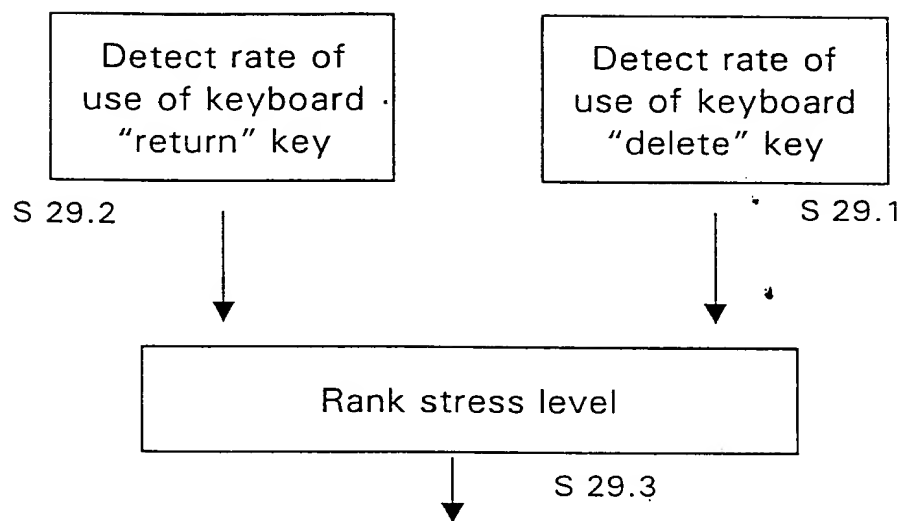 Detect rate of
use of keyboard
“return” key
Detect rate of
use of keyboard
“delete” key
S 29.2
S 29.1
Rank stress level
S 29.3